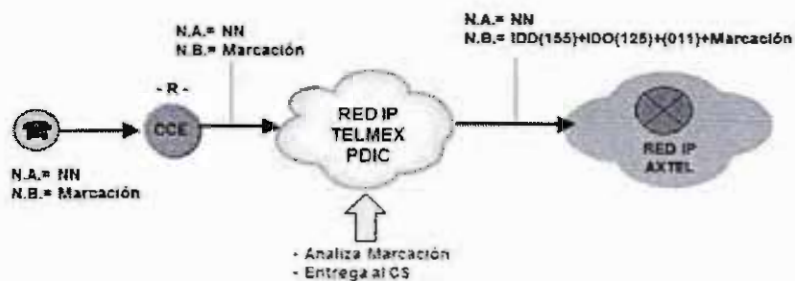 N.A.= NN
N.B.= Marcación
N.A.= NN
N.B.= IDD(155)+IDO(125)+(011)+Marcación
- R -
CCE
RED IP
TELMEX
PDIC
RED IP
AXTEL
N.A.= NN
N.B.= Marcación
- Analiza Marcación
- Entrega al CS